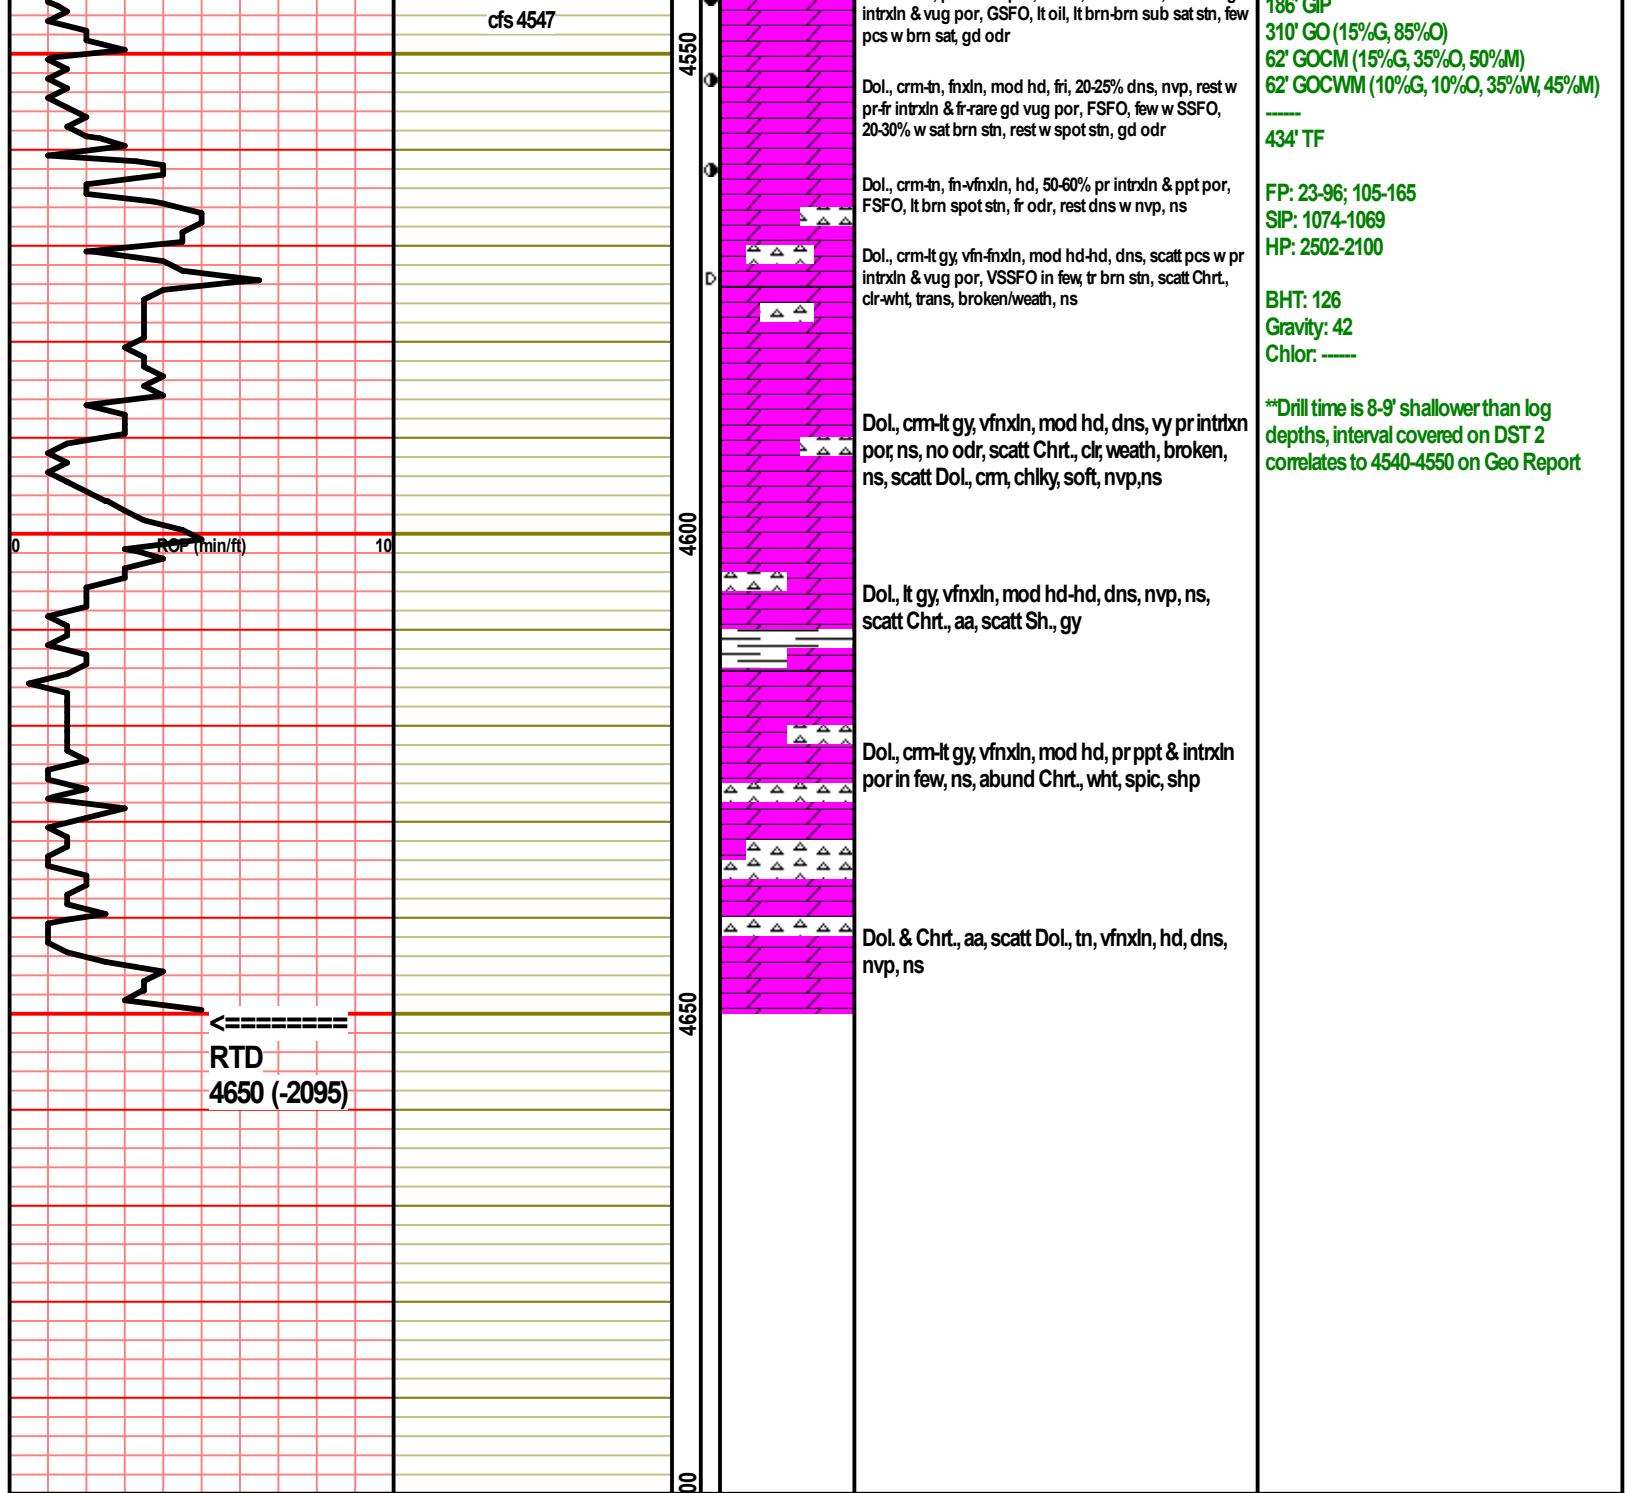 cfs 4547
0
ROP (min/ft)
10
<========
RTD
4650 (-2095)
4550
4600
4650
00
intrxln & vug por, GSFO, lt oil, lt brn-brn sub sat stn, few
pcs w brn sat, gd odr
Dol., crm-tn, fnxln, mod hd, fri, 20-25% dns, nvp, rest w
pr-fr intrxln & fr-rare gd vug por, FSFO, few w SSFO,
20-30% w sat brn stn, rest w spot stn, gd odr
Dol., crm-tn, fn-vfnxln, hd, 50-60% pr intrxln & ppt por,
FSFO, lt brn spot stn, fr odr, rest dns w nvp, ns
Dol., crm-lt gy, vfn-fnxln, mod hd-hd, dns, scatt pcs w pr
intrxln & vug por, VSSFO in few, tr brn stn, scatt Chrt.,
clr-wht, trans, broken/weath, ns
Dol., crm-lt gy, vfnxln, mod hd, dns, vy pr intrlxn
por, ns, no odr, scatt Chrt., clr, weath, broken,
ns, scatt Dol., crm, chlky, soft, nvp,ns
Dol., lt gy, vfnxln, mod hd-hd, dns, nvp, ns,
scatt Chrt., aa, scatt Sh., gy
Dol., crm-lt gy, vfnxln, mod hd, pr ppt & intrxln
por in few, ns, abund Chrt., wht, spic, shp
Dol. & Chrt., aa, scatt Dol., tn, vfnxln, hd, dns,
nvp, ns
186' GIP
310' GO (15%G, 85%O)
62' GOCM (15%G, 35%O, 50%M)
62' GOCWM (10%G, 10%O, 35%W, 45%M)
------
434' TF
FP: 23-96; 105-165
SIP: 1074-1069
HP: 2502-2100
BHT: 126
Gravity: 42
Chlor: ------
**Drill time is 8-9' shallower than log
depths, interval covered on DST 2
correlates to 4540-4550 on Geo Report